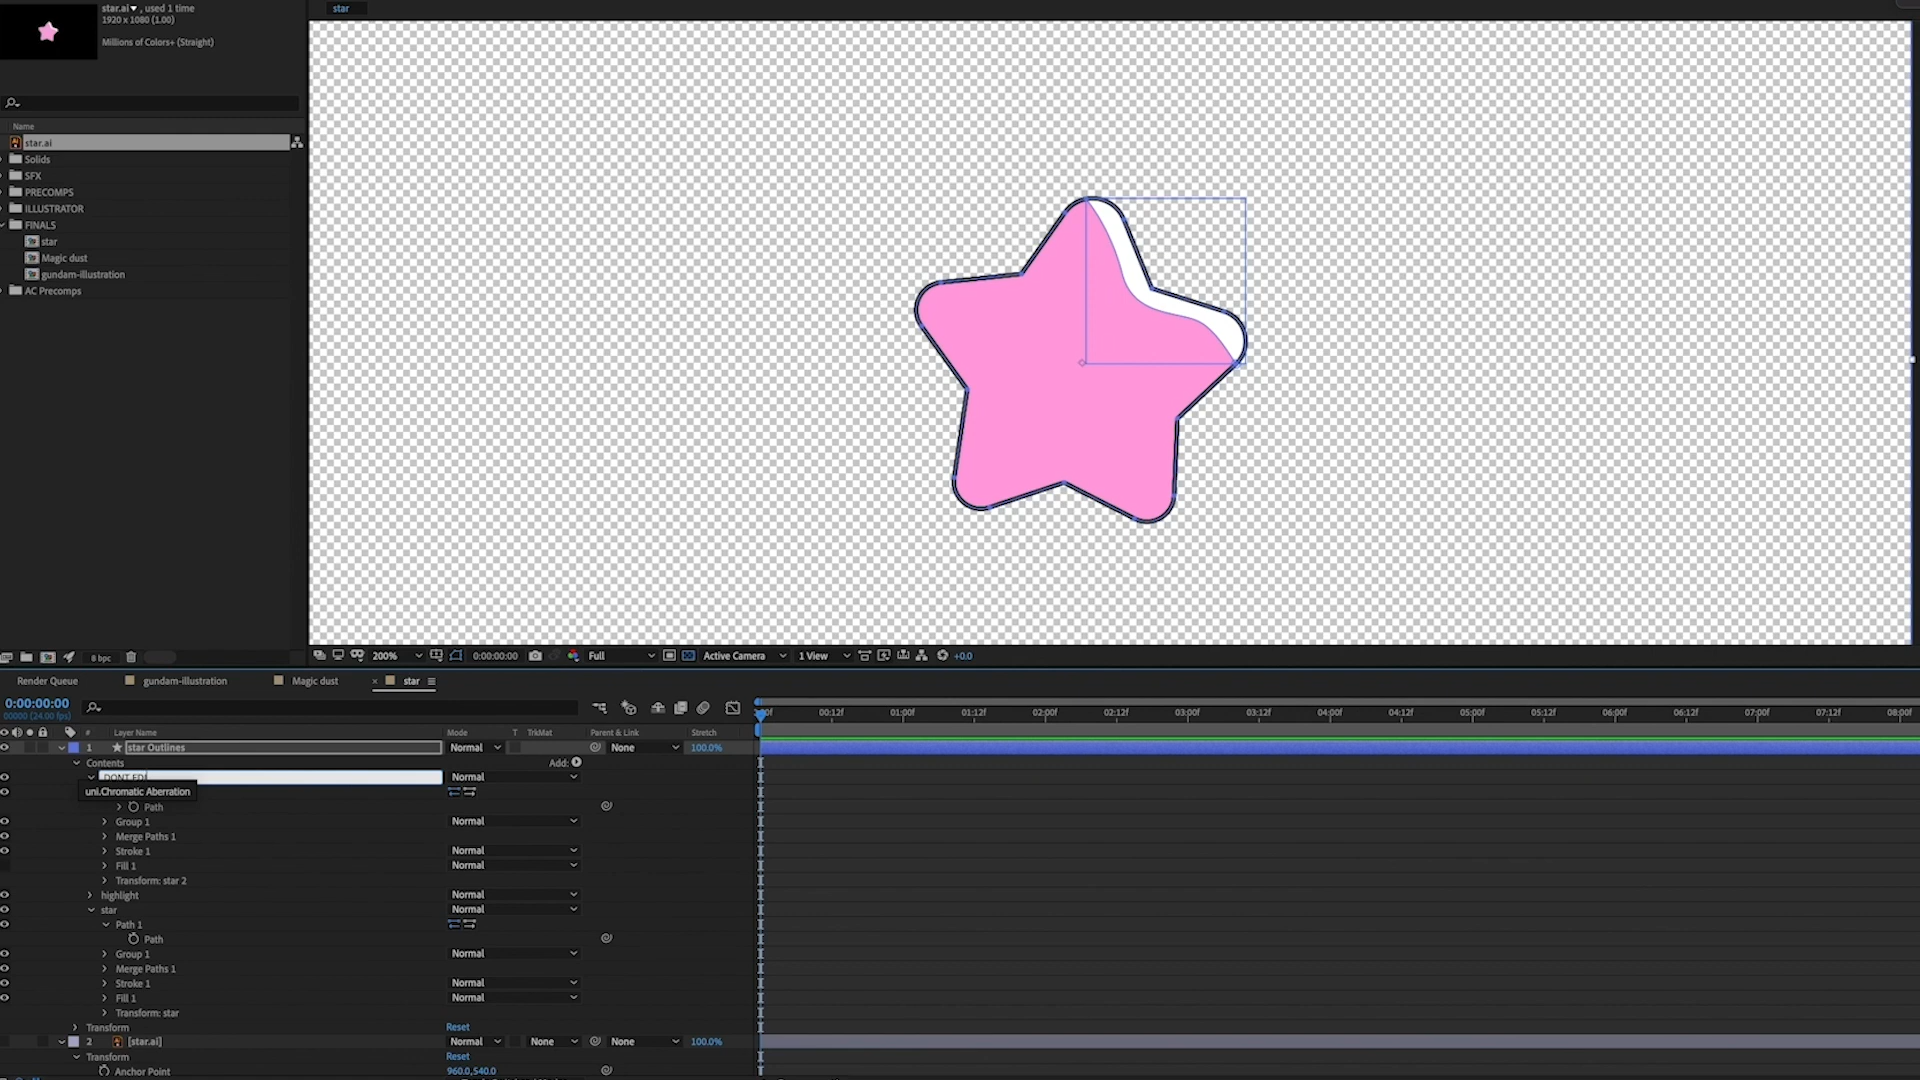 star.ai , used 1 time
1920 x 1080 (1.00)
Millions of Colors+ (Straight)
star
Name
star.ai
Solids
SFX
PRECOMPS
ILLUSTRATOR
FINALS
star
Magic dust
gundam-illustration
AC Precomps
8 bpc
200% 0:00:00:00 Full Active Camera 1 View +0.0
Render Queue gundam-illustration Magic dust × star
0:00:00:00
00000 (24.00 fps)
00:12f 01:00f 01:12f 02:00f 02:12f 03:00f 03:12f 04:00f 04:12f 05:00f 05:12f 06:00f 06:12f 07:00f 07:12f 08:00f
# Layer Name Mode T TrkMat Parent & Link Stretch
1 [star Outlines Normal None 100.0%
Contents Add:
DONT EDI Normal
uni.Chromatic Aberration
Path
Group 1 Normal
Merge Paths 1
Stroke 1 Normal
Fill 1 Normal
Transform: star 2
highlight Normal
star Normal
Path 1
Path
Group 1 Normal
Merge Paths 1
Stroke 1 Normal
Fill 1 Normal
Transform: star
Transform Reset
2 [star.ai] Normal None None 100.0%
Transform Reset
Anchor Point 960.0,540.0